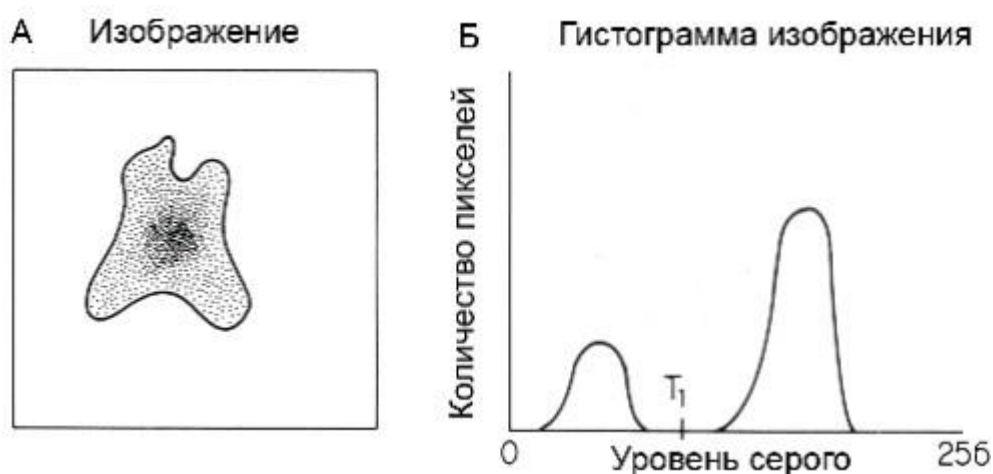 А Изображение
Б Гистограмма изображения
Количество пикселей
T₁
0 Уровень серого 256